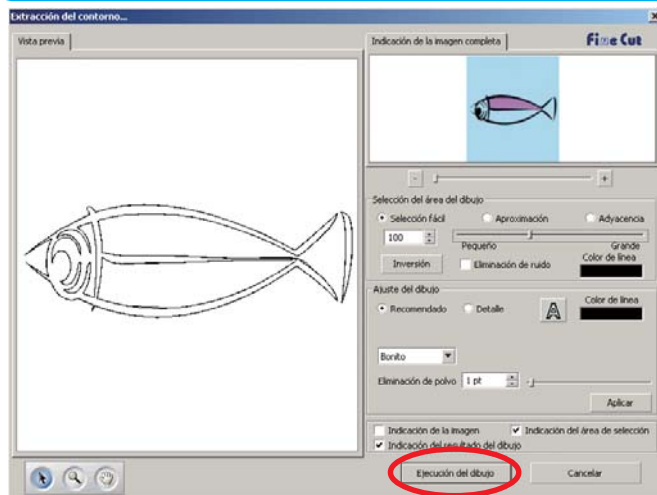 Extracción del contorno...
Vista previa
Indicación de la imagen completa
Fine Cut
-
+
Selección del área del dibujo
Selección fácil
Aproximación
Adyacencia
100
Pequeño
Grande
Inversión
Eliminación de ruido
Color de línea
Ajuste del dibujo
Recomendado
Detalle
A
Color de línea
Bonito
Eliminación de polvo
1 pt
Aplicar
Indicación de la imagen
Indicación del área de selección
Indicación del resultado del dibujo
Ejecución del dibujo
Cancelar